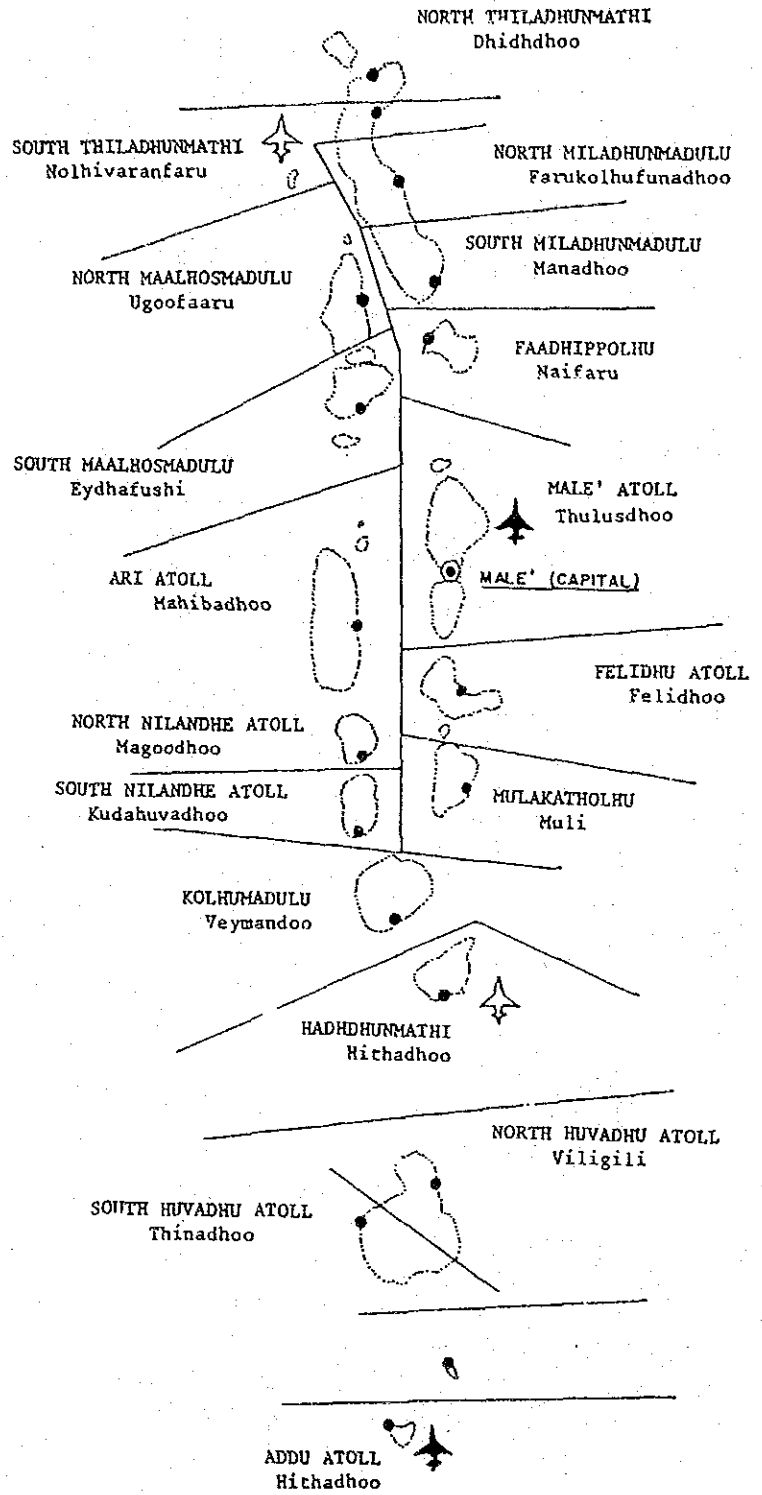 NORTH THILADHUNMATHI
Dhidhdhoo
SOUTH THILADHUNMATHI
Nolhivaranfaru
NORTH MILADHUNMADULU
Farukolhufunadhoo
SOUTH MILADHUNMADULU
Manadhoo
NORTH MAALHOSMADULU
Ugoofaaru
FAADHIPPOLHU
Naifaru
SOUTH MAALHOSMADULU
Eydhafushi
MALE' ATOLL
Thulusdhoo
ARI ATOLL
Mahibadhoo
MALE' (CAPITAL)
FELIDHU ATOLL
Felidhoo
NORTH NILANDHE ATOLL
Magoodhoo
SOUTH NILANDHE ATOLL
Kudahuvadhoo
MULAKATHOLHU
Muli
KOLHUMADULU
Veymandoo
HADHDHUNMATHI
Hithadhoo
NORTH HUVADHU ATOLL
Viligili
SOUTH HUVADHU ATOLL
Thinadhoo
ADDU ATOLL
Hithadhoo